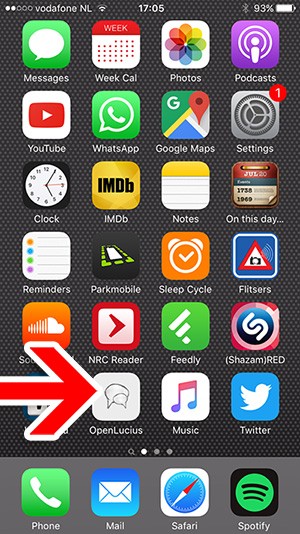 vodafone NL 17:05 93%
WEEK
Messages Week Cal Photos Podcasts
1
YouTube WhatsApp Google Maps Settings
IMDb
JUL 20
1738
1969
Clock IMDb Notes On this day...
Reminders Parkmobile Sleep Cycle Flitsers
NRC Reader Feedly (Shazam)RED
OpenLucius Music Twitter
Phone Mail Safari Spotify